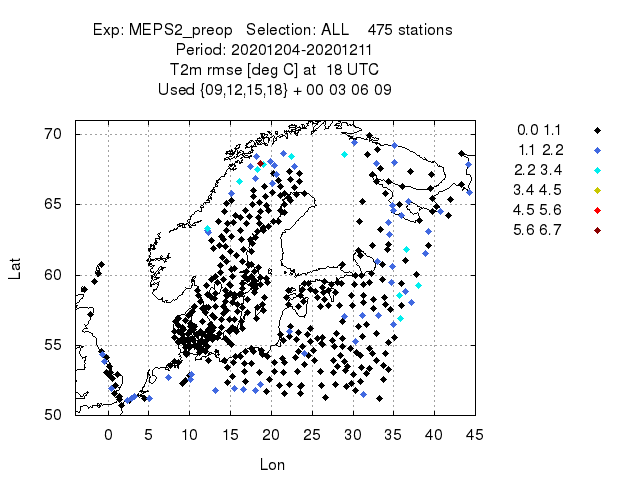 Exp: MEPS2_preop Selection: ALL 475 stations
Period: 20201204-20201211
T2m rmse [deg C] at 18 UTC
Used {09,12,15,18} + 00 03 06 09
70
65
60
55
50
Lat
0 5 10 15 20 25 30 35 40 45
Lon
0.0 1.1
1.1 2.2
2.2 3.4
3.4 4.5
4.5 5.6
5.6 6.7